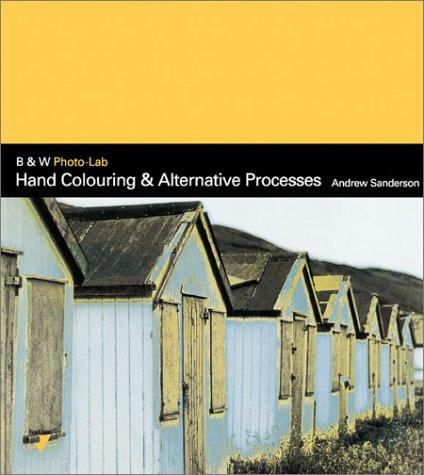 B & W Photo-Lab
Hand Colouring & Alternative Processes Andrew Sanderson